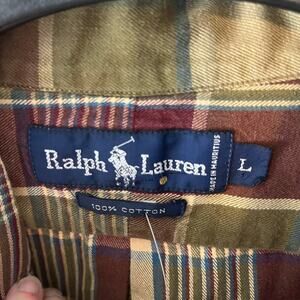 Ralph Lauren
MADE IN MAURITIUS
L
100% COTTON